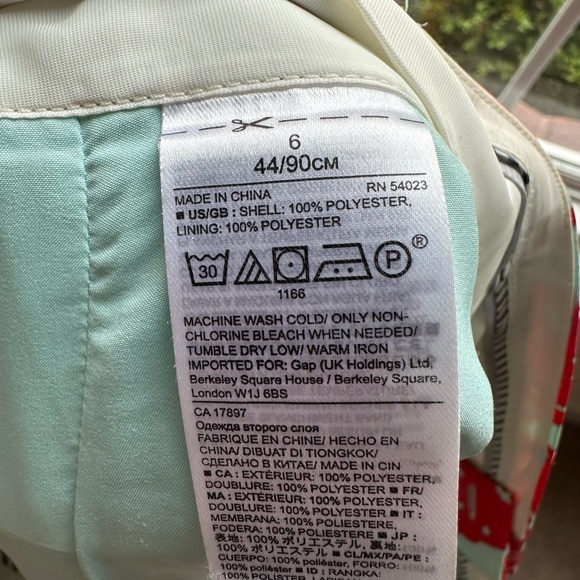 6
44/90CM
MADE IN CHINA RN 54023
■ US/GB : SHELL: 100% POLYESTER,
LINING: 100% POLYESTER
30 P®
1166
MACHINE WASH COLD/ ONLY NON-
CHLORINE BLEACH WHEN NEEDED/
TUMBLE DRY LOW/ WARM IRON
IMPORTED FOR: Gap (UK Holdings) Ltd,
Berkeley Square House / Berkeley Square,
London W1J 6BS
CA 17897
Одежда второго слоя
FABRIQUE EN CHINE/ HECHO EN
CHINA/ DIBUAT DI TIONGKOK/
СДЕЛАНО В КИТАЕ/ MADE IN CIN
■ CA : EXTÉRIEUR: 100% POLYESTER,
DOUBLURE: 100% POLYESTER ■ FR/
MA : EXTÉRIEUR: 100% POLYESTER,
DOUBLURE: 100% POLYESTER ■ IT :
MEMBRANA: 100% POLIESTERE,
FODERA: 100% POLIESTERE ■ JP :
表地: 100% ポリエステル, 裏地:
100% ポリエステル ■ CL/MX/PA/PE :
CUERPO: 100% poliéster, FORRO:
100% poliéster ■ ID : RANGKA:
100% POLISTER,